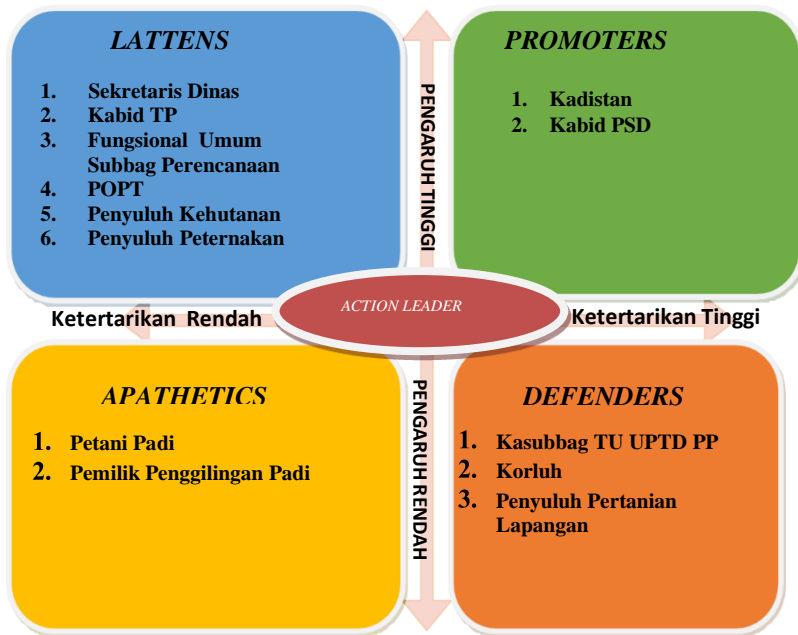 LATTENS
1. Sekretaris Dinas
2. Kabid TP
3. Fungsional Umum
Subbag Perencanaan
4. POPT
5. Penyuluh Kehutanan
6. Penyuluh Peternakan
PENGARUH TINGGI
PROMOTERS
1. Kadistan
2. Kabid PSD
Ketertarikan Rendah
ACTION LEADER
Ketertarikan Tinggi
APATHETICS
1. Petani Padi
2. Pemilik Penggilingan Padi
PENGARUH RENDAH
DEFENDERS
1. Kasubbag TU UPTD PP
2. Korluh
3. Penyuluh Pertanian
Lapangan